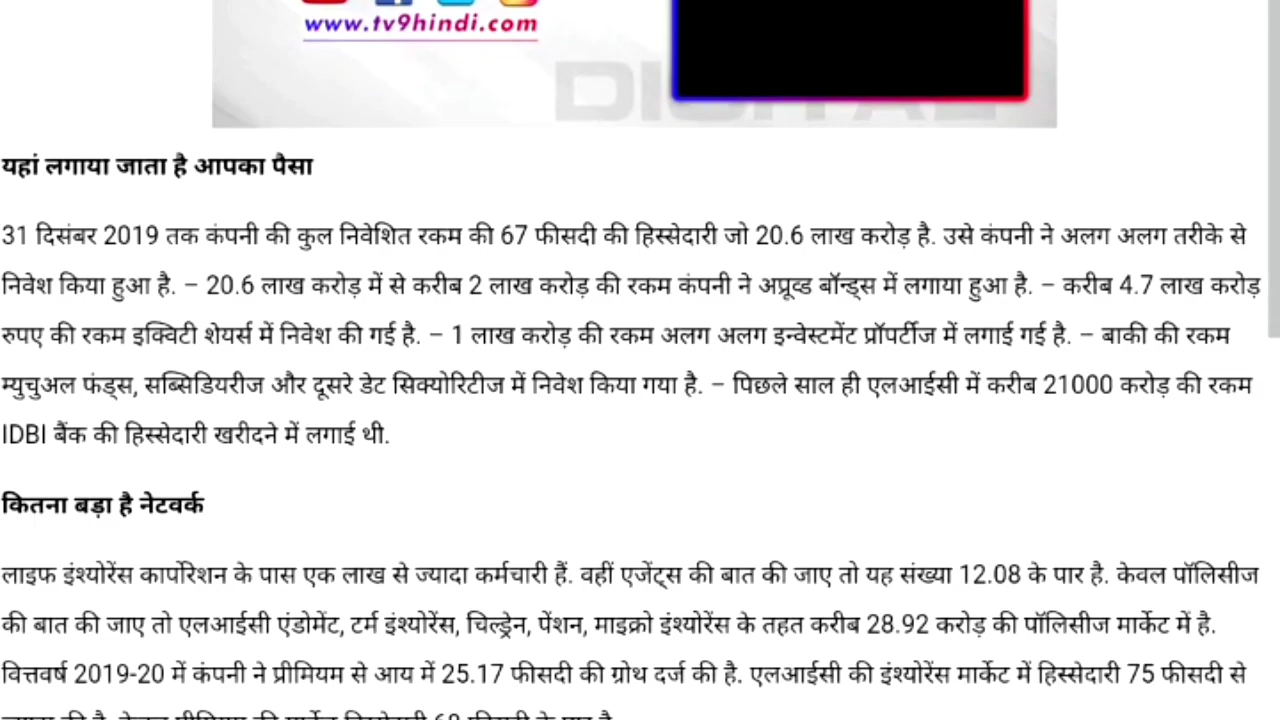 www.tv9hindi.com
DIGITAL
यहां लगाया जाता है आपका पैसा
31 दिसंबर 2019 तक कंपनी की कुल निवेशित रकम की 67 फीसदी की हिस्सेदारी जो 20.6 लाख करोड़ है. उसे कंपनी ने अलग अलग तरीके से
निवेश किया हुआ है. – 20.6 लाख करोड़ में से करीब 2 लाख करोड़ की रकम कंपनी ने अप्रूव्ड बॉन्ड्स में लगाया हुआ है. – करीब 4.7 लाख करोड़
रुपए की रकम इक्विटी शेयर्स में निवेश की गई है. – 1 लाख करोड़ की रकम अलग अलग इन्वेस्टमेंट प्रॉपर्टीज में लगाई गई है. – बाकी की रकम
म्युचुअल फंड्स, सब्सिडियरीज और दूसरे डेट सिक्योरिटीज में निवेश किया गया है. – पिछले साल ही एलआईसी में करीब 21000 करोड़ की रकम
IDBI बैंक की हिस्सेदारी खरीदने में लगाई थी.
कितना बड़ा है नेटवर्क
लाइफ इंश्योरेंस कार्पोरेशन के पास एक लाख से ज्यादा कर्मचारी हैं. वहीं एजेंट्स की बात की जाए तो यह संख्या 12.08 के पार है. केवल पॉलिसीज
की बात की जाए तो एलआईसी एंडोमेंट, टर्म इंश्योरेंस, चिल्ड्रेन, पेंशन, माइक्रो इंश्योरेंस के तहत करीब 28.92 करोड़ की पॉलिसीज मार्केट में है.
वित्तवर्ष 2019-20 में कंपनी ने प्रीमियम से आय में 25.17 फीसदी की ग्रोथ दर्ज की है. एलआईसी की इंश्योरेंस मार्केट में हिस्सेदारी 75 फीसदी से